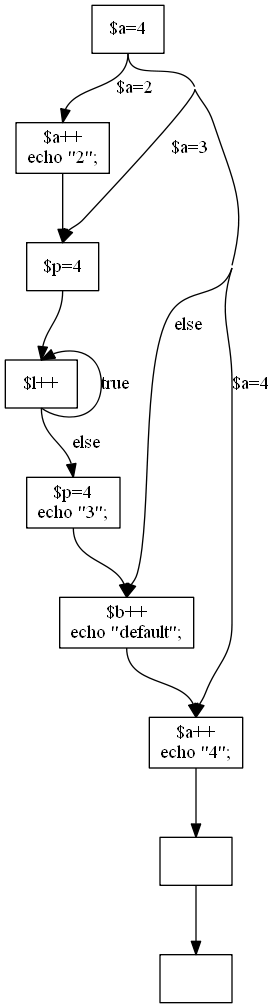 $a=4
$a=2
$a++
echo "2";
$a=3
$p=4
else
$l++
true
$a=4
else
$p=4
echo "3";
$b++
echo "default";
$a++
echo "4";